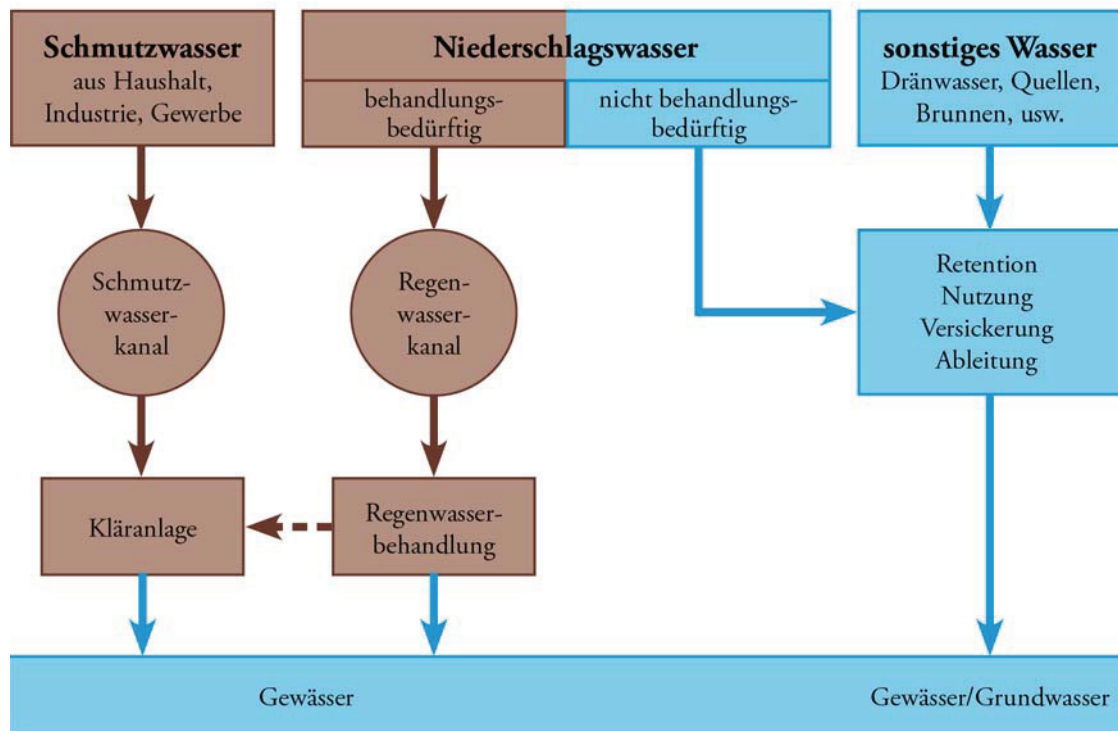 Schmutzwasser
aus Haushalt,
Industrie, Gewerbe
Niederschlagswasser
behandlungs-
bedürftig
nicht behandlungs-
bedürftig
sonstiges Wasser
Dränwasser, Quellen,
Brunnen, usw.
Schmutz-
wasser-
kanal
Regen-
wasser-
kanal
Retention
Nutzung
Versickerung
Ableitung
Kläranlage
Regenwasser-
behandlung
Gewässer
Gewässer/Grundwasser